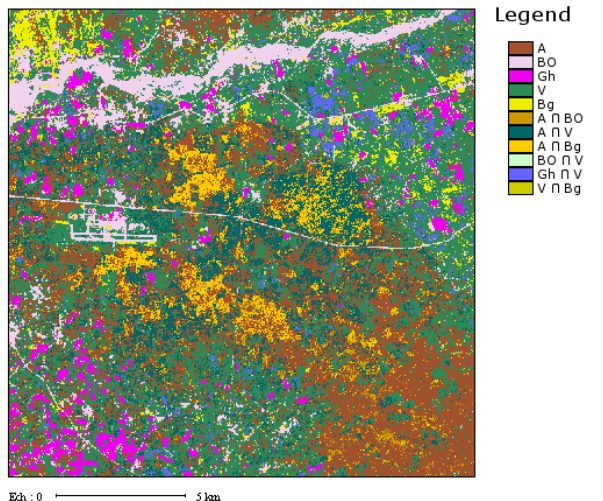 Legend
A
BO
Gh
V
Bg
A ∩ BO
A ∩ V
A ∩ Bg
BO ∩ V
Gh ∩ V
V ∩ Bg
Ech : 0 5 km